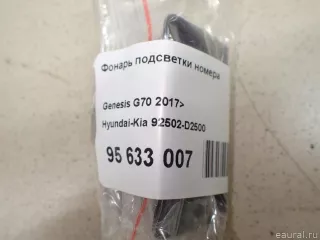 Фонарь подсветки номера
Genesis G70 2017>
Hyundai-Kia 92502-D2500
95 633 007
© eaural.ru